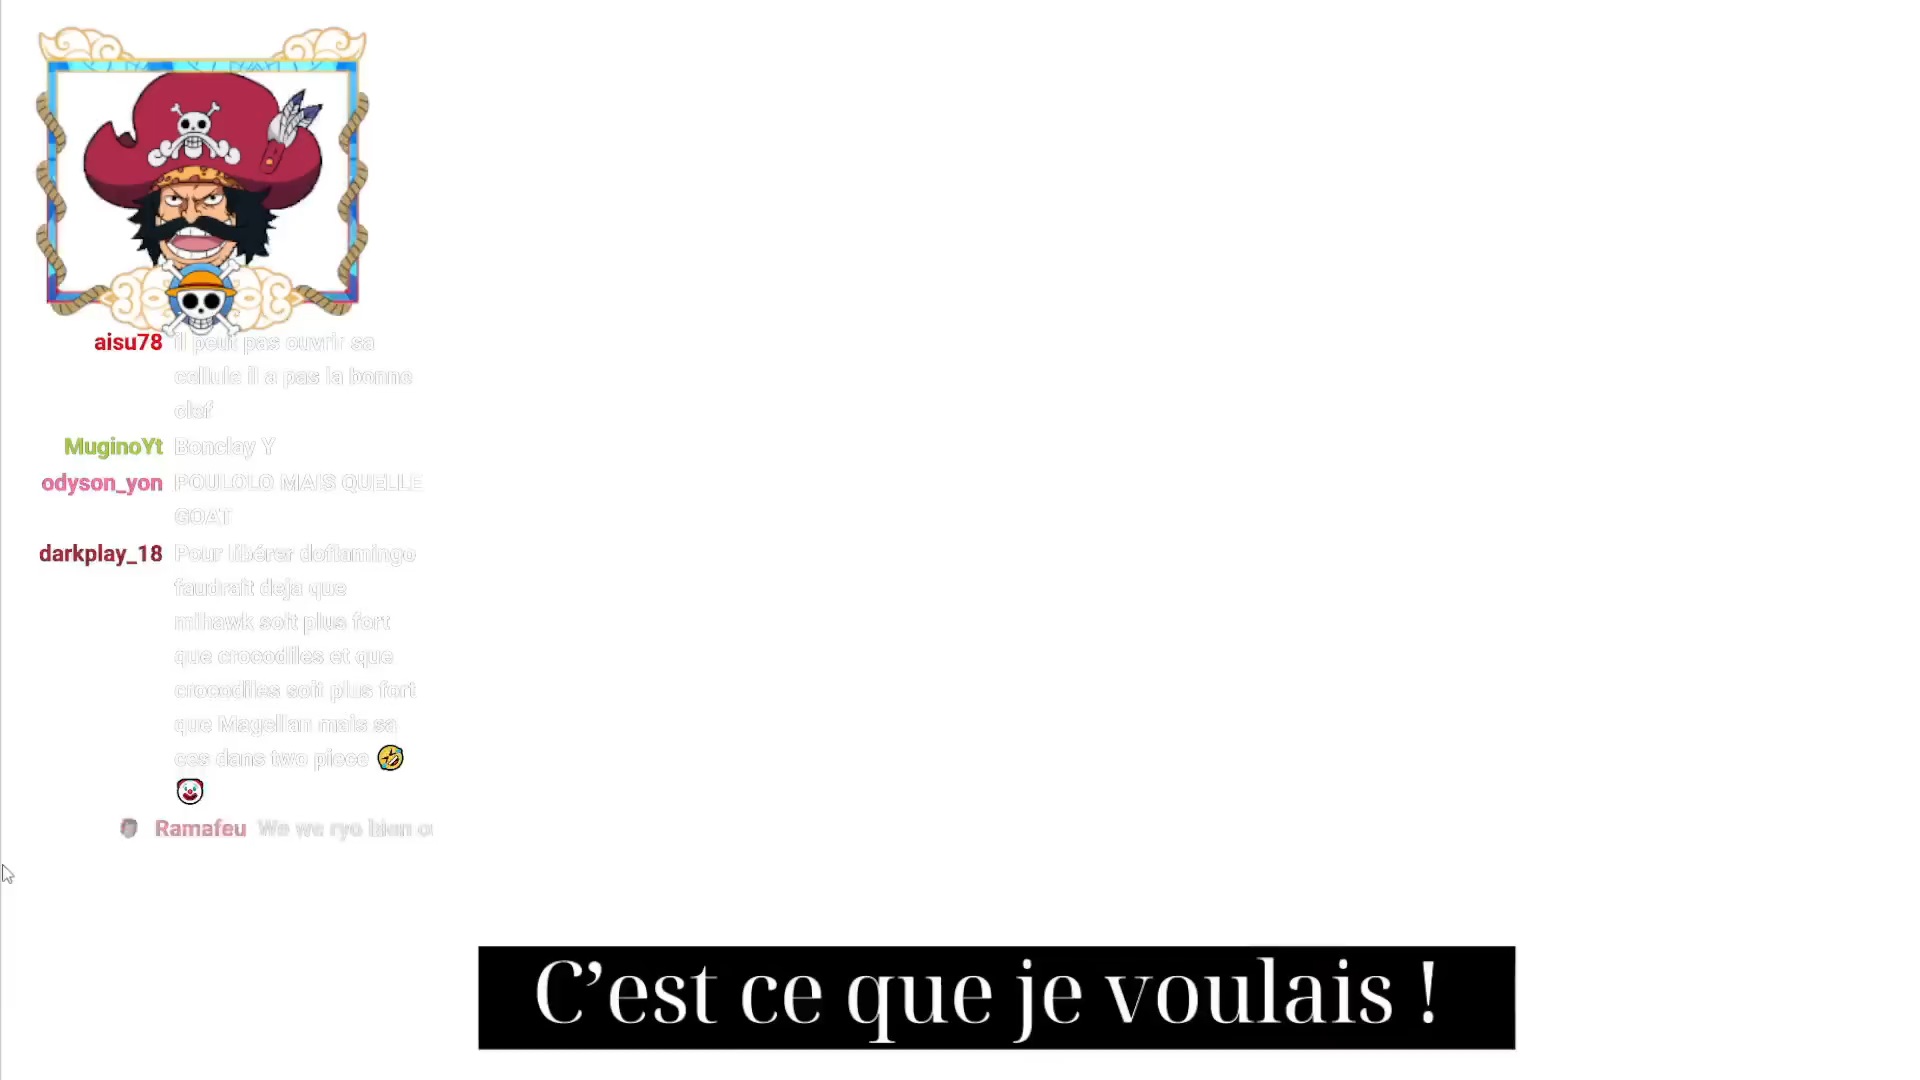 aisu78 il peut pas ouvrir sa
cellule il a pas la bonne
clef
MuginoYt Bonclay Y
odyson_yon POULOLO MAIS QUELLE
GOAT
darkplay_18 Pour libérer doflamingo
faudrait deja que
mihawk soit plus fort
que crocodiles et que
crocodiles soit plus fort
que Magellan mais sa
ces dans two piece 🤣
🤡
Ramafeu We we ryo bien
C’est ce que je voulais !